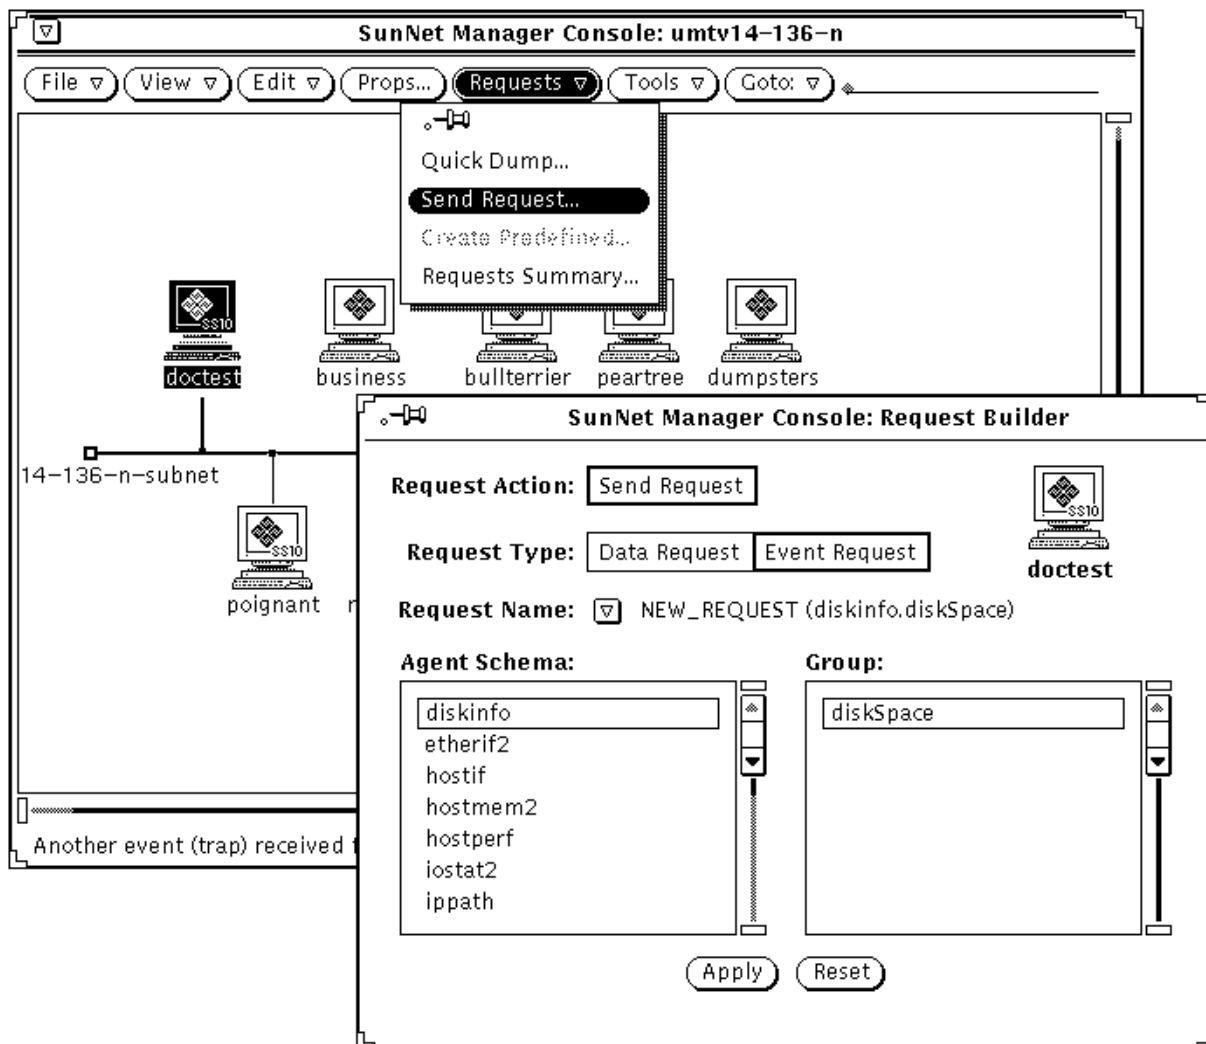 SunNet Manager Console: umtv14-136-n
File View Edit Props... Requests Tools Goto:
Quick Dump...
Send Request...
Create Predefined...
Requests Summary...
SS10
doctest business bullterrier peartree dumpsters
14-136-n-subnet
SS10
poignant
Another event (trap) received
SunNet Manager Console: Request Builder
Request Action: Send Request
SS10
Request Type: Data Request Event Request
doctest
Request Name: NEW_REQUEST (diskinfo.diskSpace)
Agent Schema: Group:
diskinfo diskSpace
etherif2
hostif
hostmem2
hostperf
iostat2
ippath
Apply Reset